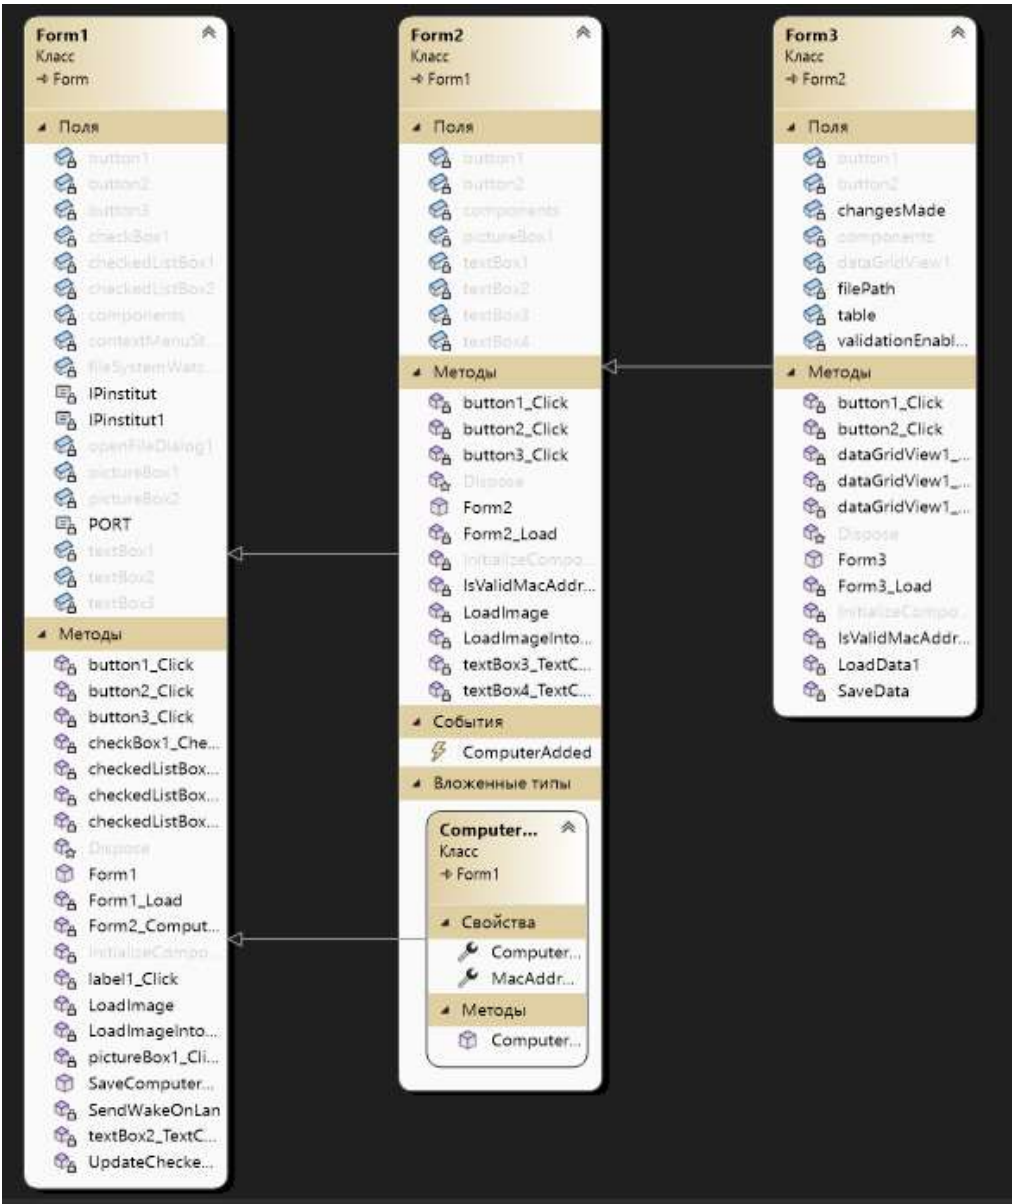 Form1
Класс
Form
Поля
button1
button2
button3
checkBox1
checkedListBox1
checkedListBox2
components
contextMenuSt...
fileSystemWatc...
IPinstitut
IPinstitut1
openFileDialog1
pictureBox1
pictureBox2
PORT
textBox1
textBox2
textBox3
Методы
button1_Click
button2_Click
button3_Click
checkBox1_Che...
checkedListBox...
checkedListBox...
checkedListBox...
Dispose
Form1
Form1_Load
Form2_Comput...
InitializeCompo...
label1_Click
LoadImage
LoadImageInto...
pictureBox1_Cli...
SaveComputer...
SendWakeOnLan
textBox2_TextC...
UpdateChecke...
Form2
Класс
Form1
Поля
button1
button2
components
pictureBox1
textBox1
textBox2
textBox3
textBox4
Методы
button1_Click
button2_Click
button3_Click
Dispose
Form2
Form2_Load
InitializeCompo...
IsValidMacAddr...
LoadImage
LoadImageInto...
textBox3_TextC...
textBox4_TextC...
События
ComputerAdded
Вложенные типы
Computer...
Класс
Form1
Свойства
Computer...
MacAddr...
Методы
Computer...
Form3
Класс
Form2
Поля
button1
button2
changesMade
components
dataGridView1
filePath
table
validationEnabl...
Методы
button1_Click
button2_Click
dataGridView1_...
dataGridView1_...
dataGridView1_...
Dispose
Form3
Form3_Load
InitializeCompo...
IsValidMacAddr...
LoadData1
SaveData